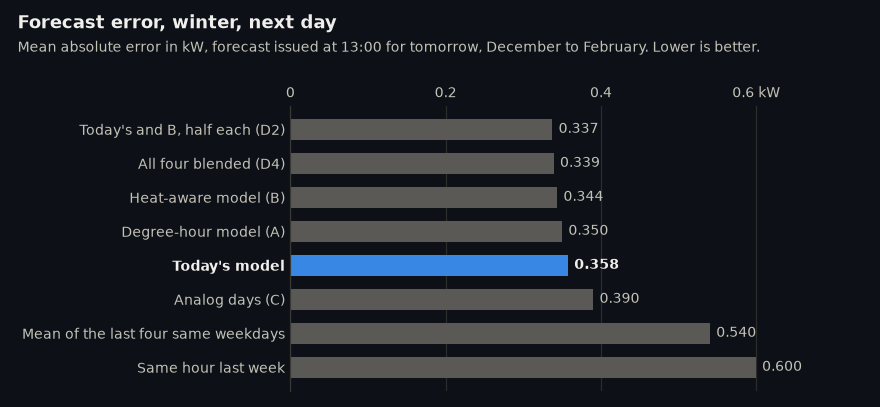 Forecast error, winter, next day
Mean absolute error in kW, forecast issued at 13:00 for tomorrow, December to February. Lower is better.
0 0.2 0.4 0.6 kW
Today's and B, half each (D2) 0.337
All four blended (D4) 0.339
Heat-aware model (B) 0.344
Degree-hour model (A) 0.350
Today's model 0.358
Analog days (C) 0.390
Mean of the last four same weekdays 0.540
Same hour last week 0.600